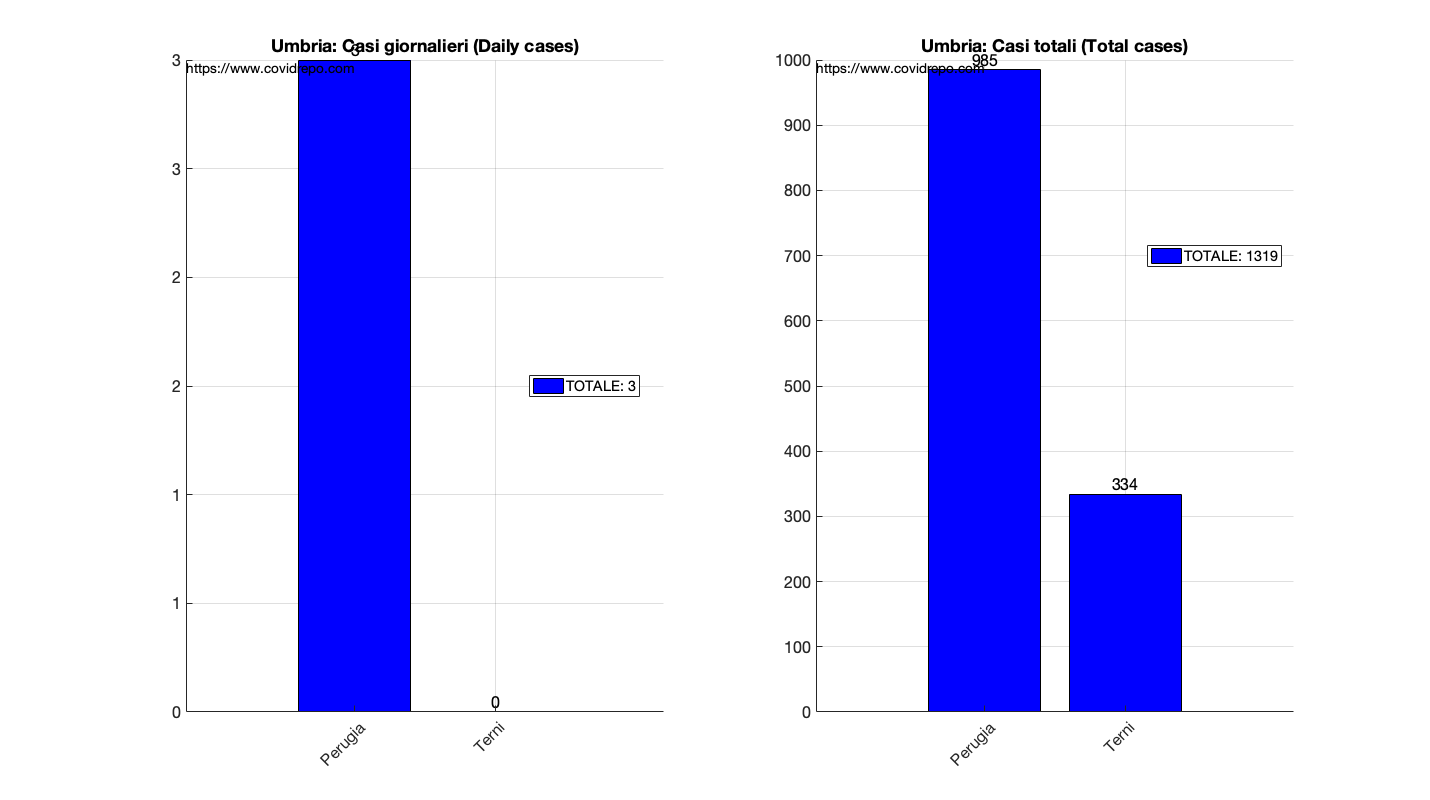 Umbria: Casi giornalieri (Daily cases)
3
https://www.covidrepo.com
3
3
2
2
1
1
0
TOTALE: 3
0
Perugia
Terni
Umbria: Casi totali (Total cases)
985
https://www.covidrepo.com
1000
900
800
700
600
500
400
300
200
100
0
TOTALE: 1319
334
Perugia
Terni